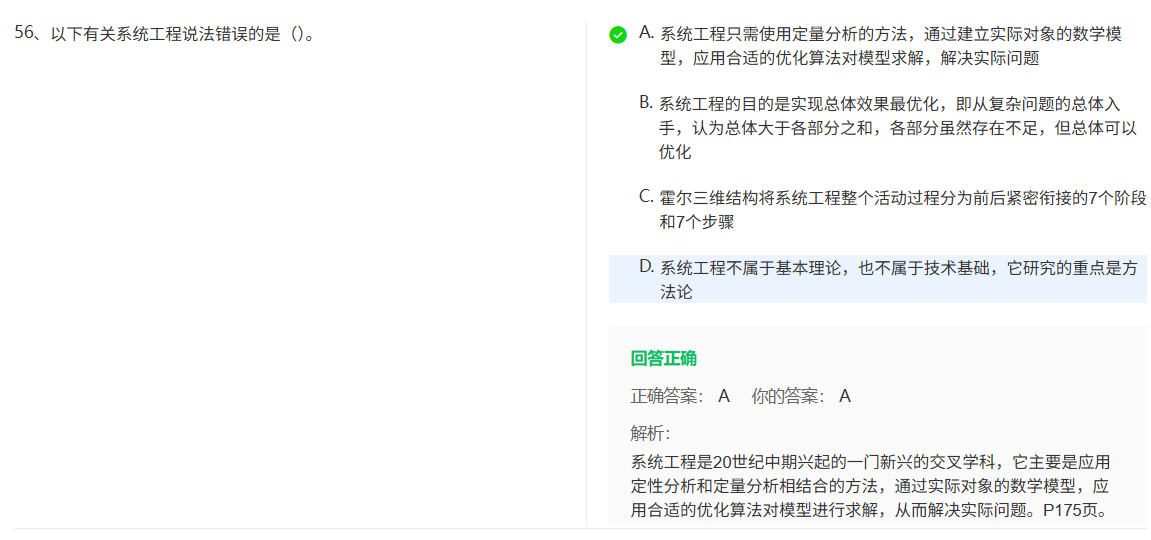 56、以下有关系统工程说法错误的是（）。
A. 系统工程只需使用定量分析的方法，通过建立实际对象的数学模
型，应用合适的优化算法对模型求解，解决实际问题
B. 系统工程的目的是实现总体效果最优化，即从复杂问题的总体入
手，认为总体大于各部分之和，各部分虽然存在不足，但总体可以
优化
C. 霍尔三维结构将系统工程整个活动过程分为前后紧密衔接的7个阶段
和7个步骤
D. 系统工程不属于基本理论，也不属于技术基础，它研究的重点是方
法论
回答正确
正确答案： A 你的答案： A
解析：
系统工程是20世纪中期兴起的一门新兴的交叉学科，它主要是应用
定性分析和定量分析相结合的方法，通过实际对象的数学模型，应
用合适的优化算法对模型进行求解，从而解决实际问题。P175页。